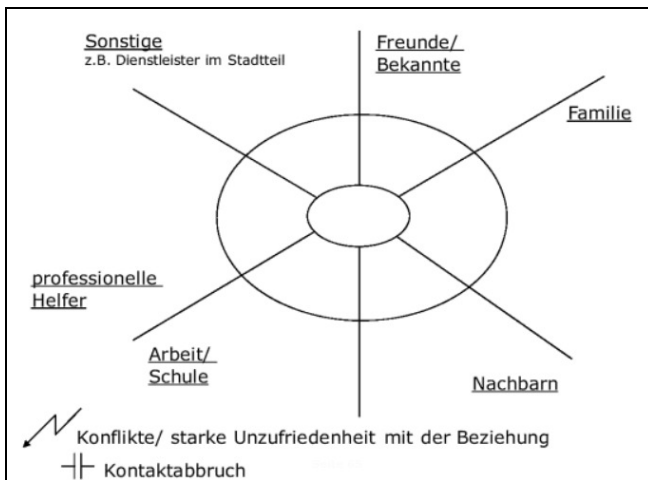 Sonstige
z.B. Dienstleister im Stadtteil
Freunde/
Bekannte
Familie
professionelle
Helfer
Arbeit/
Schule
Nachbarn
Konflikte/ starke Unzufriedenheit mit der Beziehung
Kontaktabbruch